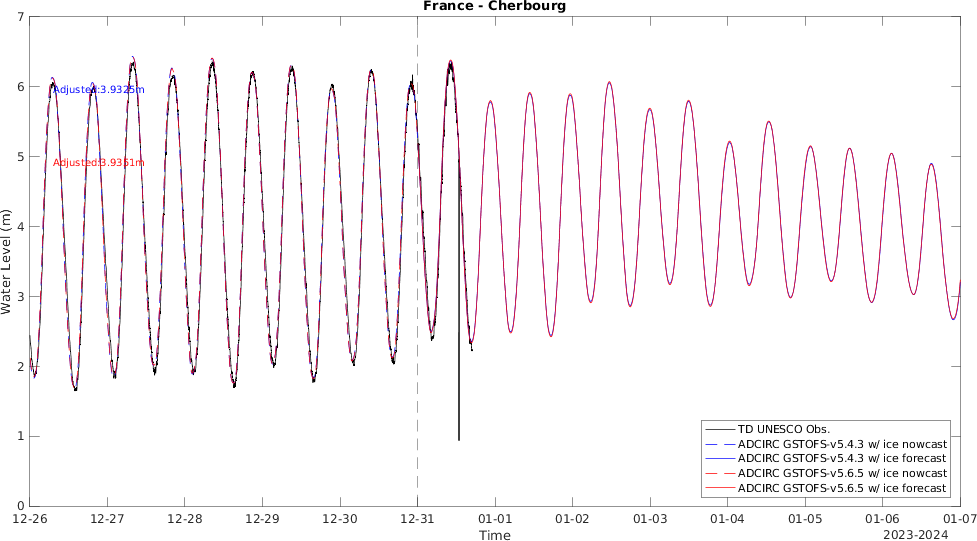 France - Cherbourg
7
6
5
4
3
2
1
0
Water Level (m)
Adjusted:3.9325m
Adjusted:3.9351m
TD UNESCO Obs.
ADCIRC GSTOFS-v5.4.3 w/ ice nowcast
ADCIRC GSTOFS-v5.4.3 w/ ice forecast
ADCIRC GSTOFS-v5.6.5 w/ ice nowcast
ADCIRC GSTOFS-v5.6.5 w/ ice forecast
12-26 12-27 12-28 12-29 12-30 12-31 01-01 01-02 01-03 01-04 01-05 01-06 01-07
Time
2023-2024